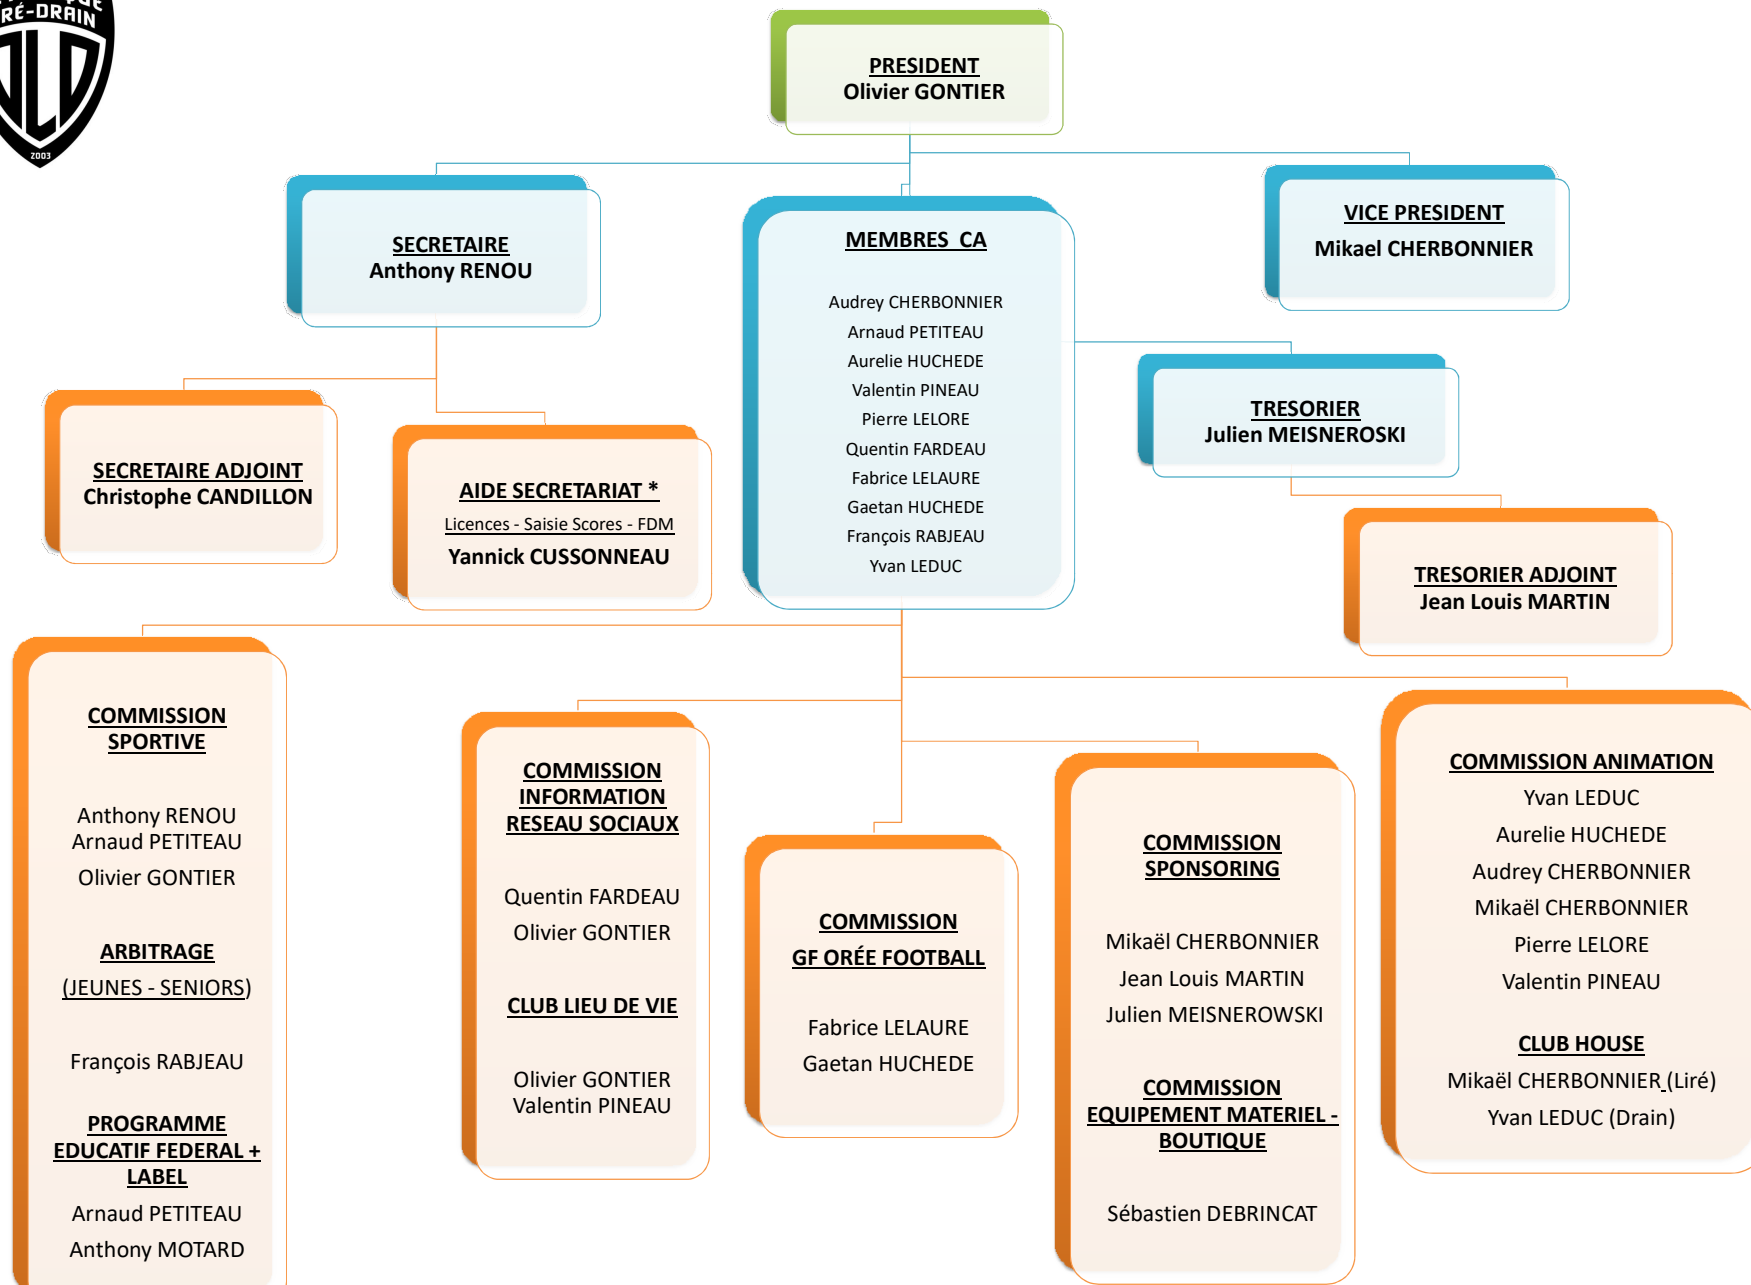 RÉ-DRAIN
2003
PRESIDENT
Olivier GONTIER
SECRETAIRE
Anthony RENOU
MEMBRES CA
Audrey CHERBONNIER
Arnaud PETITEAU
Aurelie HUCHEDE
Valentin PINEAU
Pierre LELORE
Quentin FARDEAU
Fabrice LELAURE
Gaetan HUCHEDE
François RABJEAU
Yvan LEDUC
VICE PRESIDENT
Mikael CHERBONNIER
TRESORIER
Julien MEISNEROSKI
SECRETAIRE ADJOINT
Christophe CANDILLON
AIDE SECRETARIAT *
Licences - Saisie Scores - FDM
Yannick CUSSONNEAU
TRESORIER ADJOINT
Jean Louis MARTIN
COMMISSION
SPORTIVE
Anthony RENOU
Arnaud PETITEAU
Olivier GONTIER
ARBITRAGE
(JEUNES - SENIORS)
François RABJEAU
PROGRAMME
EDUCATIF FEDERAL +
LABEL
Arnaud PETITEAU
Anthony MOTARD
COMMISSION
INFORMATION
RESEAU SOCIAUX
Quentin FARDEAU
Olivier GONTIER
CLUB LIEU DE VIE
Olivier GONTIER
Valentin PINEAU
COMMISSION
GF ORÉE FOOTBALL
Fabrice LELAURE
Gaetan HUCHEDE
COMMISSION
SPONSORING
Mikaël CHERBONNIER
Jean Louis MARTIN
Julien MEISNEROWSKI
COMMISSION
EQUIPEMENT MATERIEL -
BOUTIQUE
Sébastien DEBRINCAT
COMMISSION ANIMATION
Yvan LEDUC
Aurelie HUCHEDE
Audrey CHERBONNIER
Mikaël CHERBONNIER
Pierre LELORE
Valentin PINEAU
CLUB HOUSE
Mikaël CHERBONNIER (Liré)
Yvan LEDUC (Drain)